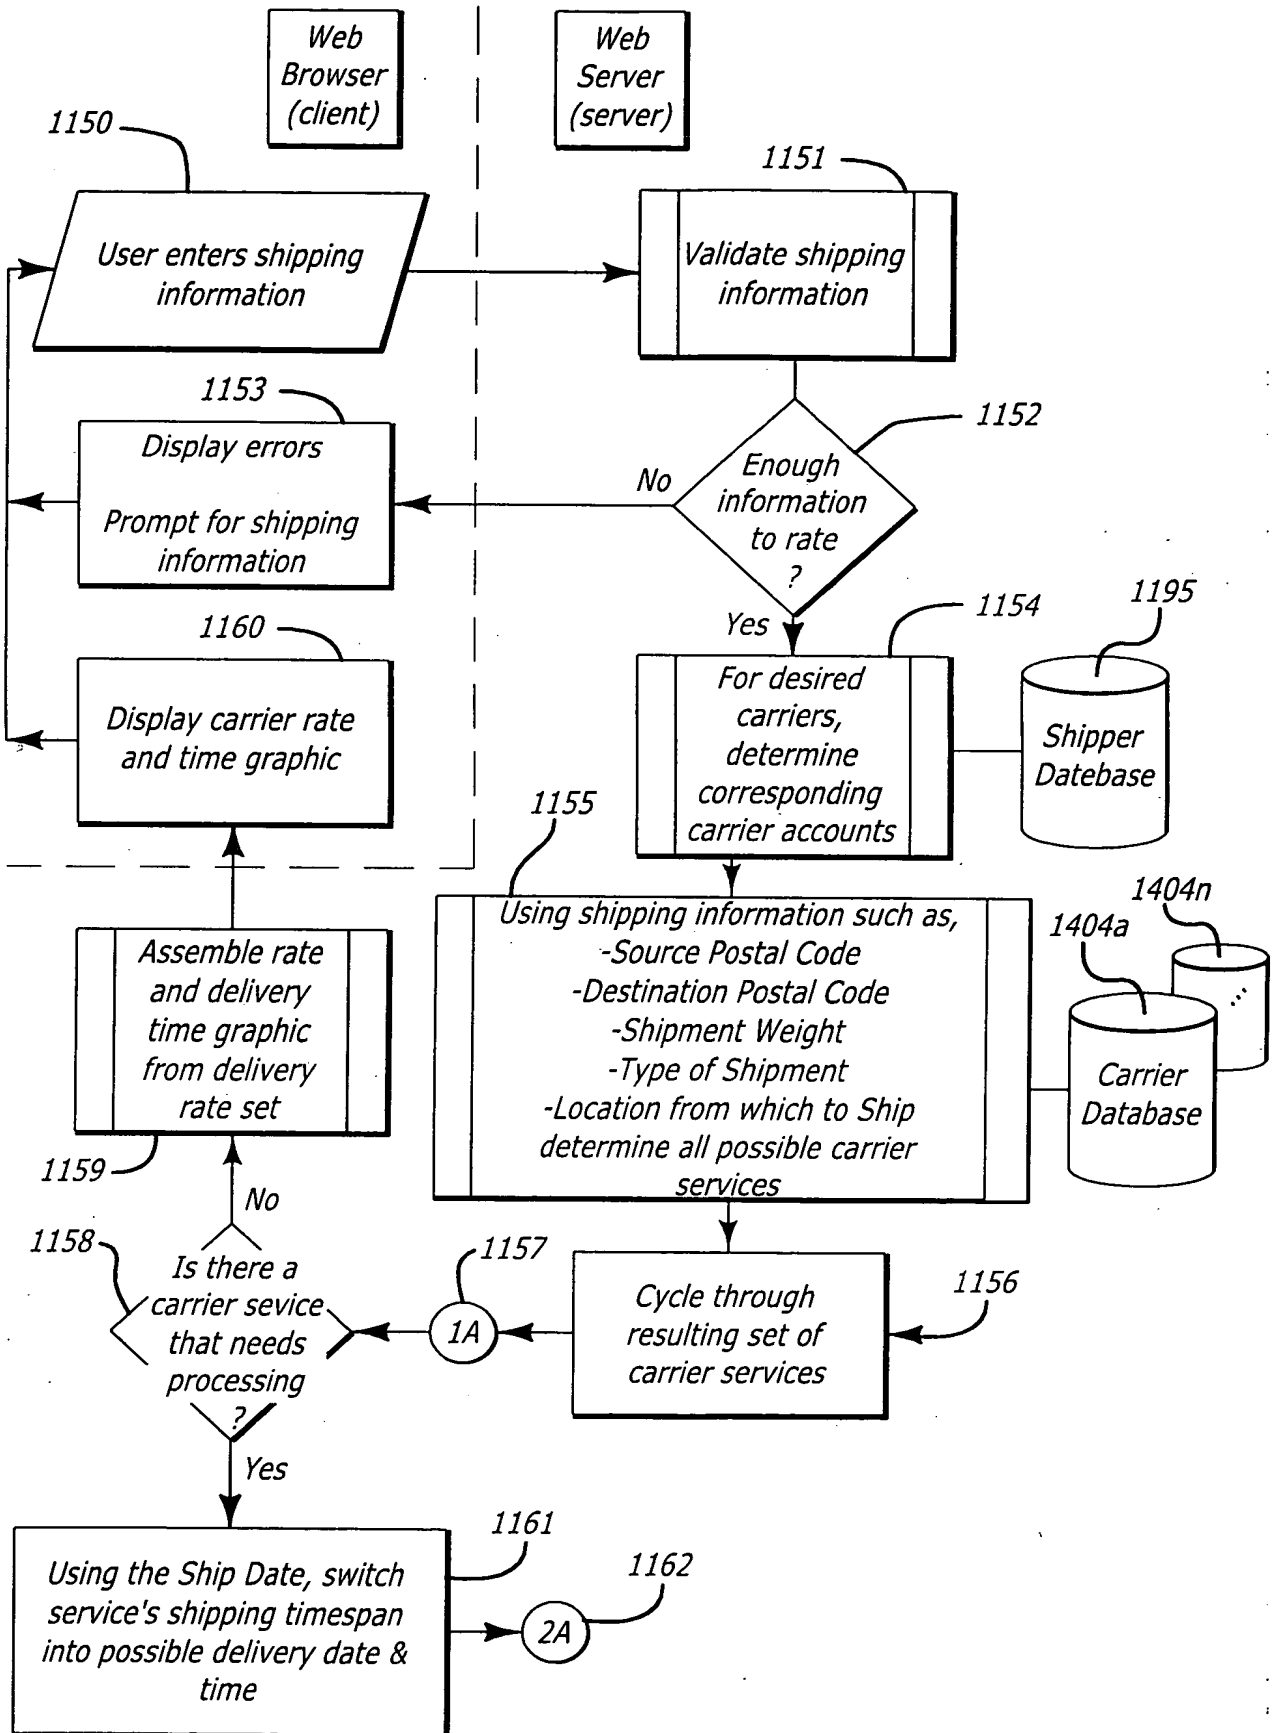 Web
Browser
(client)
Web
Server
(server)
1150
1151
User enters shipping
information
Validate shipping
information
1153
1152
Display errors
Prompt for shipping
information
No
Enough
information
to rate
?
Yes
1160
1154
1195
Display carrier rate
and time graphic
For desired
carriers,
determine
corresponding
carrier accounts
Shipper
Datebase
1155
Using shipping information such as,
-Source Postal Code
-Destination Postal Code
-Shipment Weight
-Type of Shipment
-Location from which to Ship
determine all possible carrier
services
1404n
1404a
Carrier
Database
Assemble rate
and delivery
time graphic
from delivery
rate set
1159
No
1158
Is there a
carrier sevice
that needs
processing
?
1157
1A
Cycle through
resulting set of
carrier services
1156
Yes
1161
Using the Ship Date, switch
service's shipping timespan
into possible delivery date &
time
1162
2A